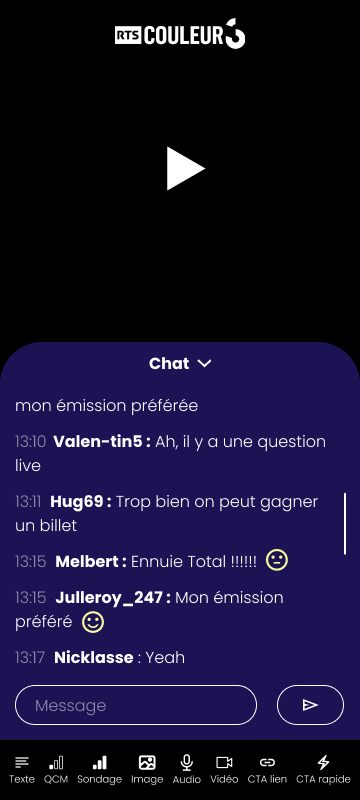 RTS COULEUR 3
Chat
mon émission préférée
13:10 Valen-tin5 : Ah, il y a une question
live
13:11 Hug69 : Trop bien on peut gagner
un billet
13:15 Melbert : Ennuie Total !!!!!!
13:15 Julleroy_247 : Mon émission
préféré
13:17 Nicklasse : Yeah
Message
Texte QCM Sondage Image Audio Vidéo CTA lien CTA rapide